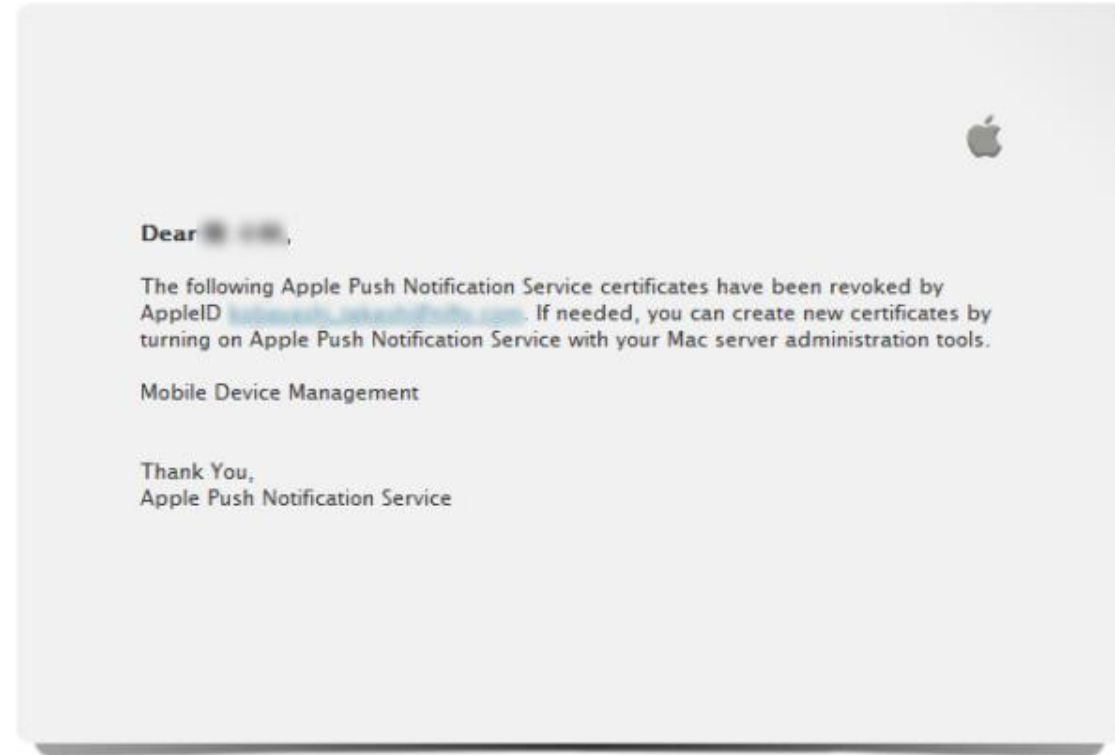 Dear ,
The following Apple Push Notification Service certificates have been revoked by
AppleID . If needed, you can create new certificates by
turning on Apple Push Notification Service with your Mac server administration tools.
Mobile Device Management
Thank You,
Apple Push Notification Service